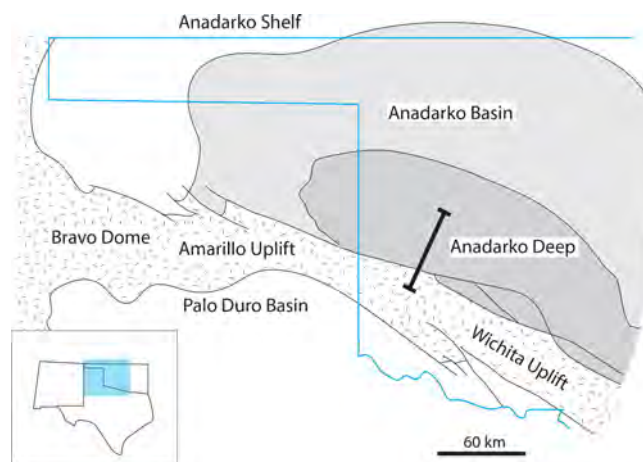 Anadarko Shelf
Anadarko Basin
Anadarko Deep
Bravo Dome
Amarillo Uplift
Palo Duro Basin
Wichita Uplift
60 km